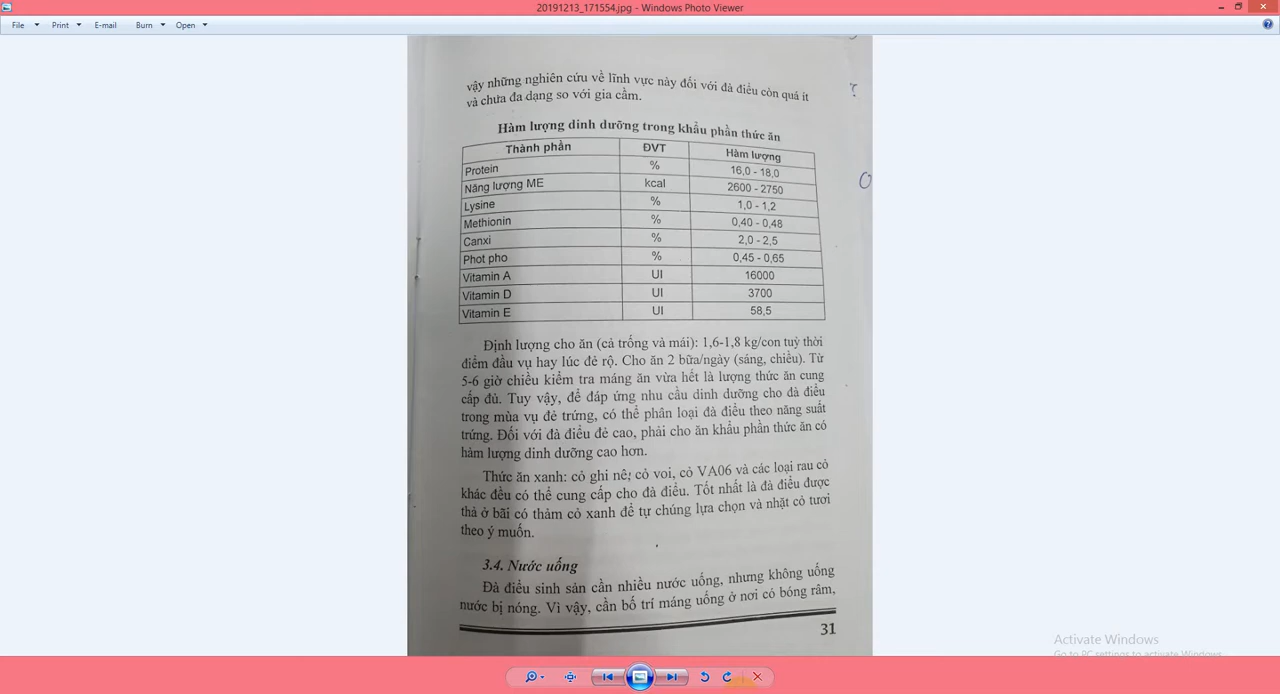 20191213_171554.jpg - Windows Photo Viewer
File Print E-mail Burn Open
vậy những nghiên cứu về lĩnh vực này đối với đà điểu còn quá ít
và chưa đa dạng so với gia cầm.
Hàm lượng dinh dưỡng trong khẩu phần thức ăn
Thành phần ĐVT Hàm lượng
Protein % 16,0 - 18,0
Năng lượng ME kcal 2600 - 2750
Lysine % 1,0 - 1,2
Methionin % 0,40 - 0,48
Canxi % 2,0 - 2,5
Phot pho % 0,45 - 0,65
Vitamin A UI 16000
Vitamin D UI 3700
Vitamin E UI 58,5
Định lượng cho ăn (cả trống và mái): 1,6-1,8 kg/con tuỳ thời
điểm đầu vụ hay lúc đẻ rộ. Cho ăn 2 bữa/ngày (sáng, chiều). Từ
5-6 giờ chiều kiểm tra máng ăn vừa hết là lượng thức ăn cung
cấp đủ. Tuy vậy, để đáp ứng nhu cầu dinh dưỡng cho đà điểu
trong mùa vụ đẻ trứng, có thể phân loại đà điểu theo năng suất
trứng. Đối với đà điểu đẻ cao, phải cho ăn khẩu phần thức ăn có
hàm lượng dinh dưỡng cao hơn.
Thức ăn xanh: cỏ ghi nê; cỏ voi, cỏ VA06 và các loại rau cỏ
khác đều có thể cung cấp cho đà điểu. Tốt nhất là đà điểu được
thả ở bãi có thảm cỏ xanh để tự chúng lựa chọn và nhặt cỏ tươi
theo ý muốn.
3.4. Nước uống
Đà điểu sinh sản cần nhiều nước uống, nhưng không uống
nước bị nóng. Vì vậy, cần bố trí máng uống ở nơi có bóng râm,
31
Activate Windows
Go to PC settings to activate Windows.